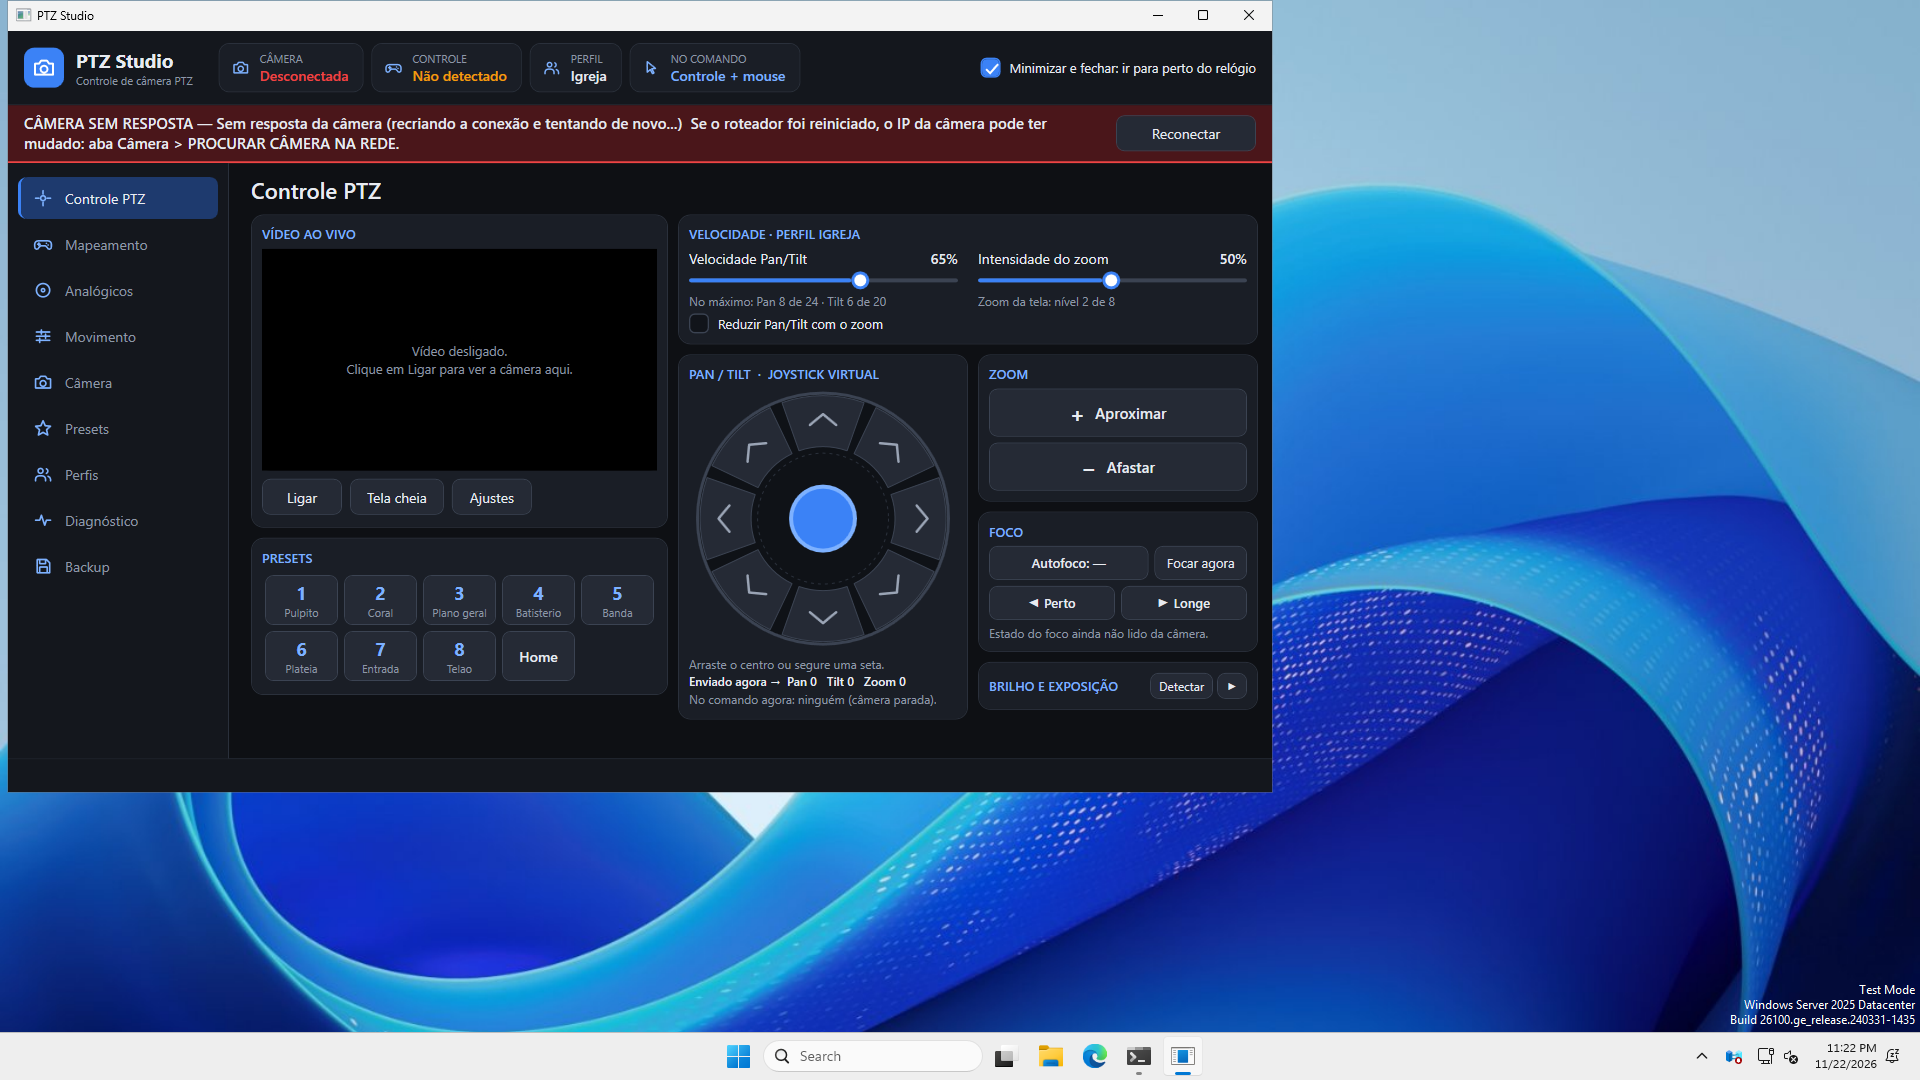 PTZ Studio
PTZ Studio
Controle de câmera PTZ
CÂMERA
Desconectada
CONTROLE
Não detectado
PERFIL
Igreja
NO COMANDO
Controle + mouse
Minimizar e fechar: ir para perto do relógio
CÂMERA SEM RESPOSTA — Sem resposta da câmera (recriando a conexão e tentando de novo...)  Se o roteador foi reiniciado, o IP da câmera pode ter
mudado: aba Câmera > PROCURAR CÂMERA NA REDE.
Reconectar
Controle PTZ
Mapeamento
Analógicos
Movimento
Câmera
Presets
Perfis
Diagnóstico
Backup
Controle PTZ
VÍDEO AO VIVO
Vídeo desligado.
Clique em Ligar para ver a câmera aqui.
Ligar
Tela cheia
Ajustes
PRESETS
1
Pulpito
2
Coral
3
Plano geral
4
Batisterio
5
Banda
6
Plateia
7
Entrada
8
Telao
Home
VELOCIDADE · PERFIL IGREJA
Velocidade Pan/Tilt
65%
No máximo: Pan 8 de 24 · Tilt 6 de 20
Reduzir Pan/Tilt com o zoom
Intensidade do zoom
50%
Zoom da tela: nível 2 de 8
PAN / TILT · JOYSTICK VIRTUAL
Arraste o centro ou segure uma seta.
Enviado agora → Pan 0 Tilt 0 Zoom 0
No comando agora: ninguém (câmera parada).
ZOOM
+ Aproximar
– Afastar
FOCO
Autofoco: —
Focar agora
◄ Perto
► Longe
Estado do foco ainda não lido da câmera.
BRILHO E EXPOSIÇÃO
Detectar
►
Test Mode
Windows Server 2025 Datacenter
Build 26100.ge_release.240331-1435
Search
11:22 PM
11/22/2026